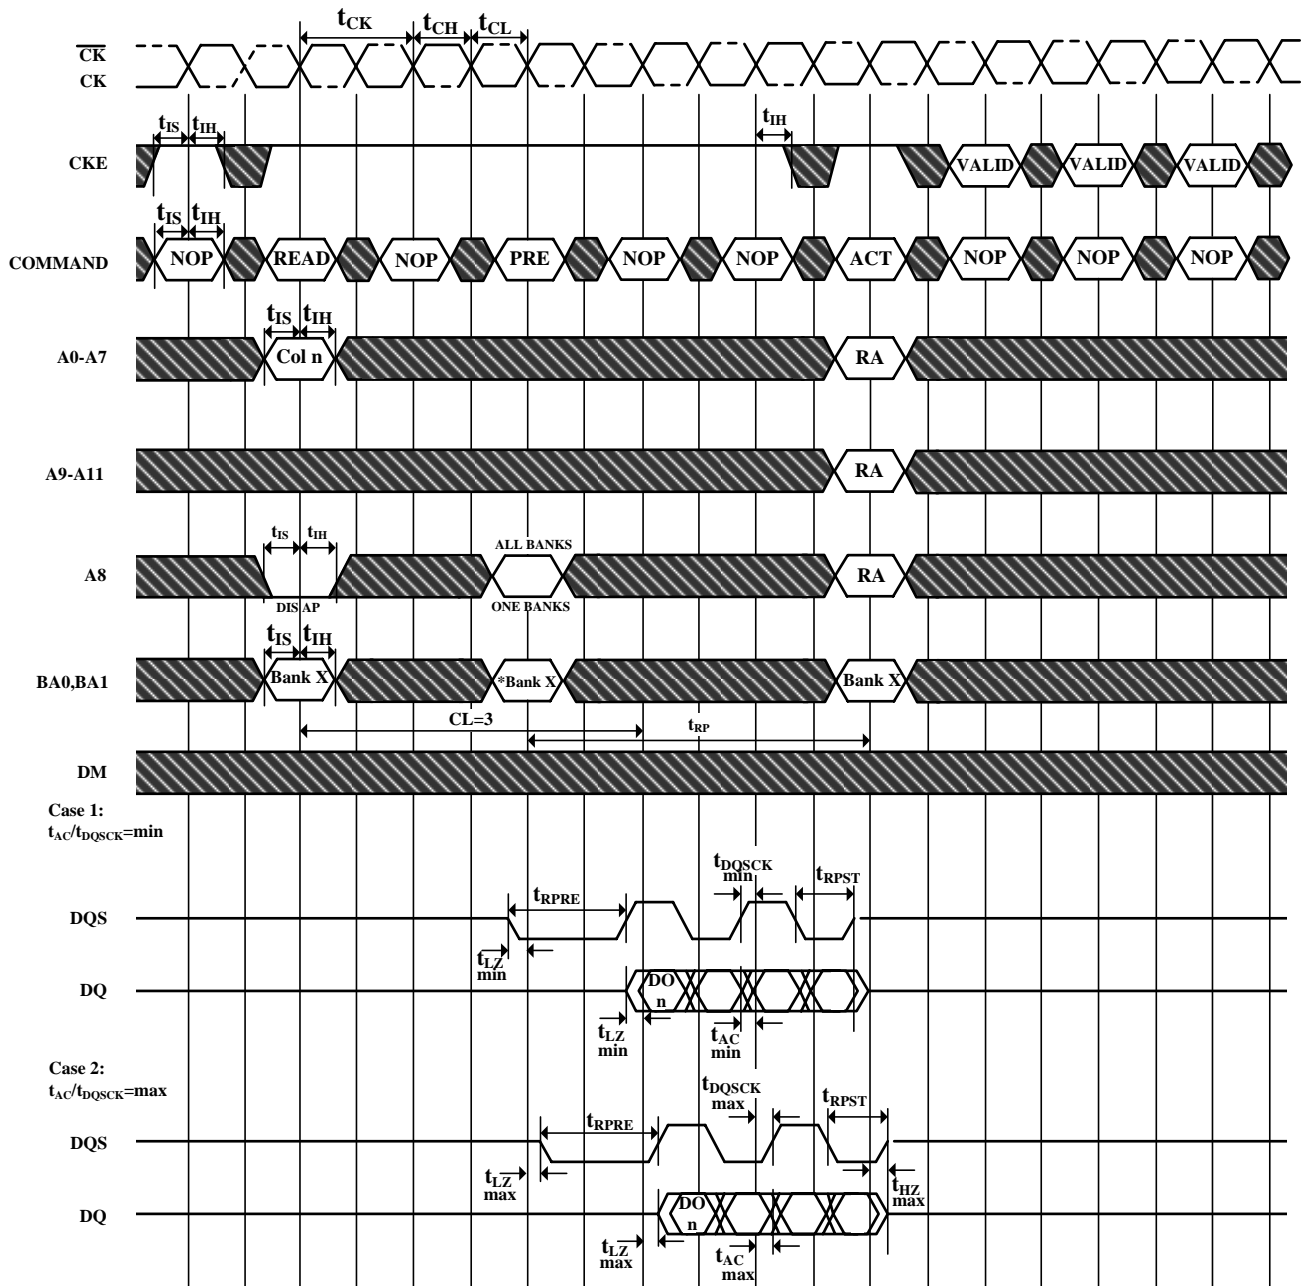 tCK tCH tCL
CK
CK
tIS tIH tIH
CKE VALID VALID VALID
tIS tIH
COMMAND NOP READ NOP PRE NOP NOP ACT NOP NOP NOP
tIS tIH
A0-A7 Col n RA
A9-A11 RA
tIS tIH ALL BANKS
A8 RA
DIS AP ONE BANKS
tIS tIH
BA0,BA1 Bank X *Bank X Bank X
CL=3 tRP
DM
Case 1:
tAC/tDQSCK=min
tDQSCK
min
tRPRE tRPST
DQS
tLZ
min
DQ DO
n
tLZ
min
tAC
min
Case 2:
tAC/tDQSCK=max
tDQSCK
max
tRPRE tRPST
DQS
tLZ
max
tHZ
max
DQ DO
n
tLZ
max
tAC
max